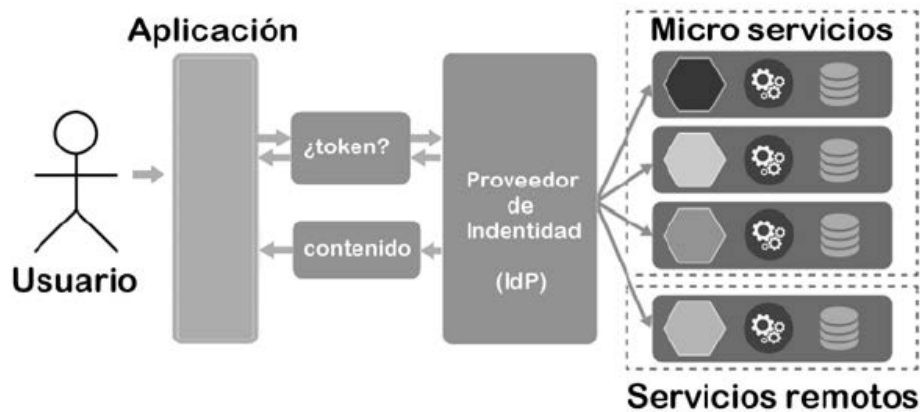 Aplicación
Micro servicios
¿token?
Proveedor
de
Indentidad
(IdP)
contenido
Usuario
Servicios remotos